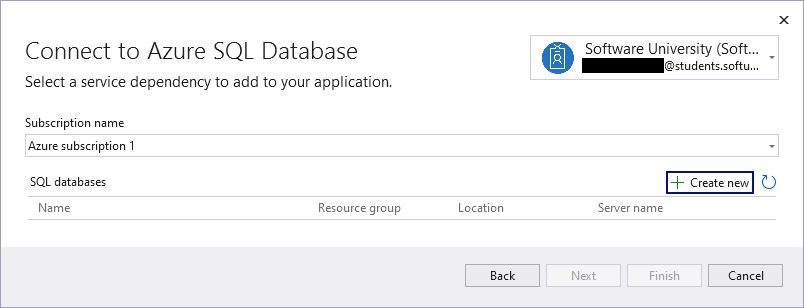 Connect to Azure SQL Database
Select a service dependency to add to your application.
Software University (Soft...
@students.softu...
Subscription name
Azure subscription 1
SQL databases
Create new
Name Resource group Location Server name
Back Next Finish Cancel